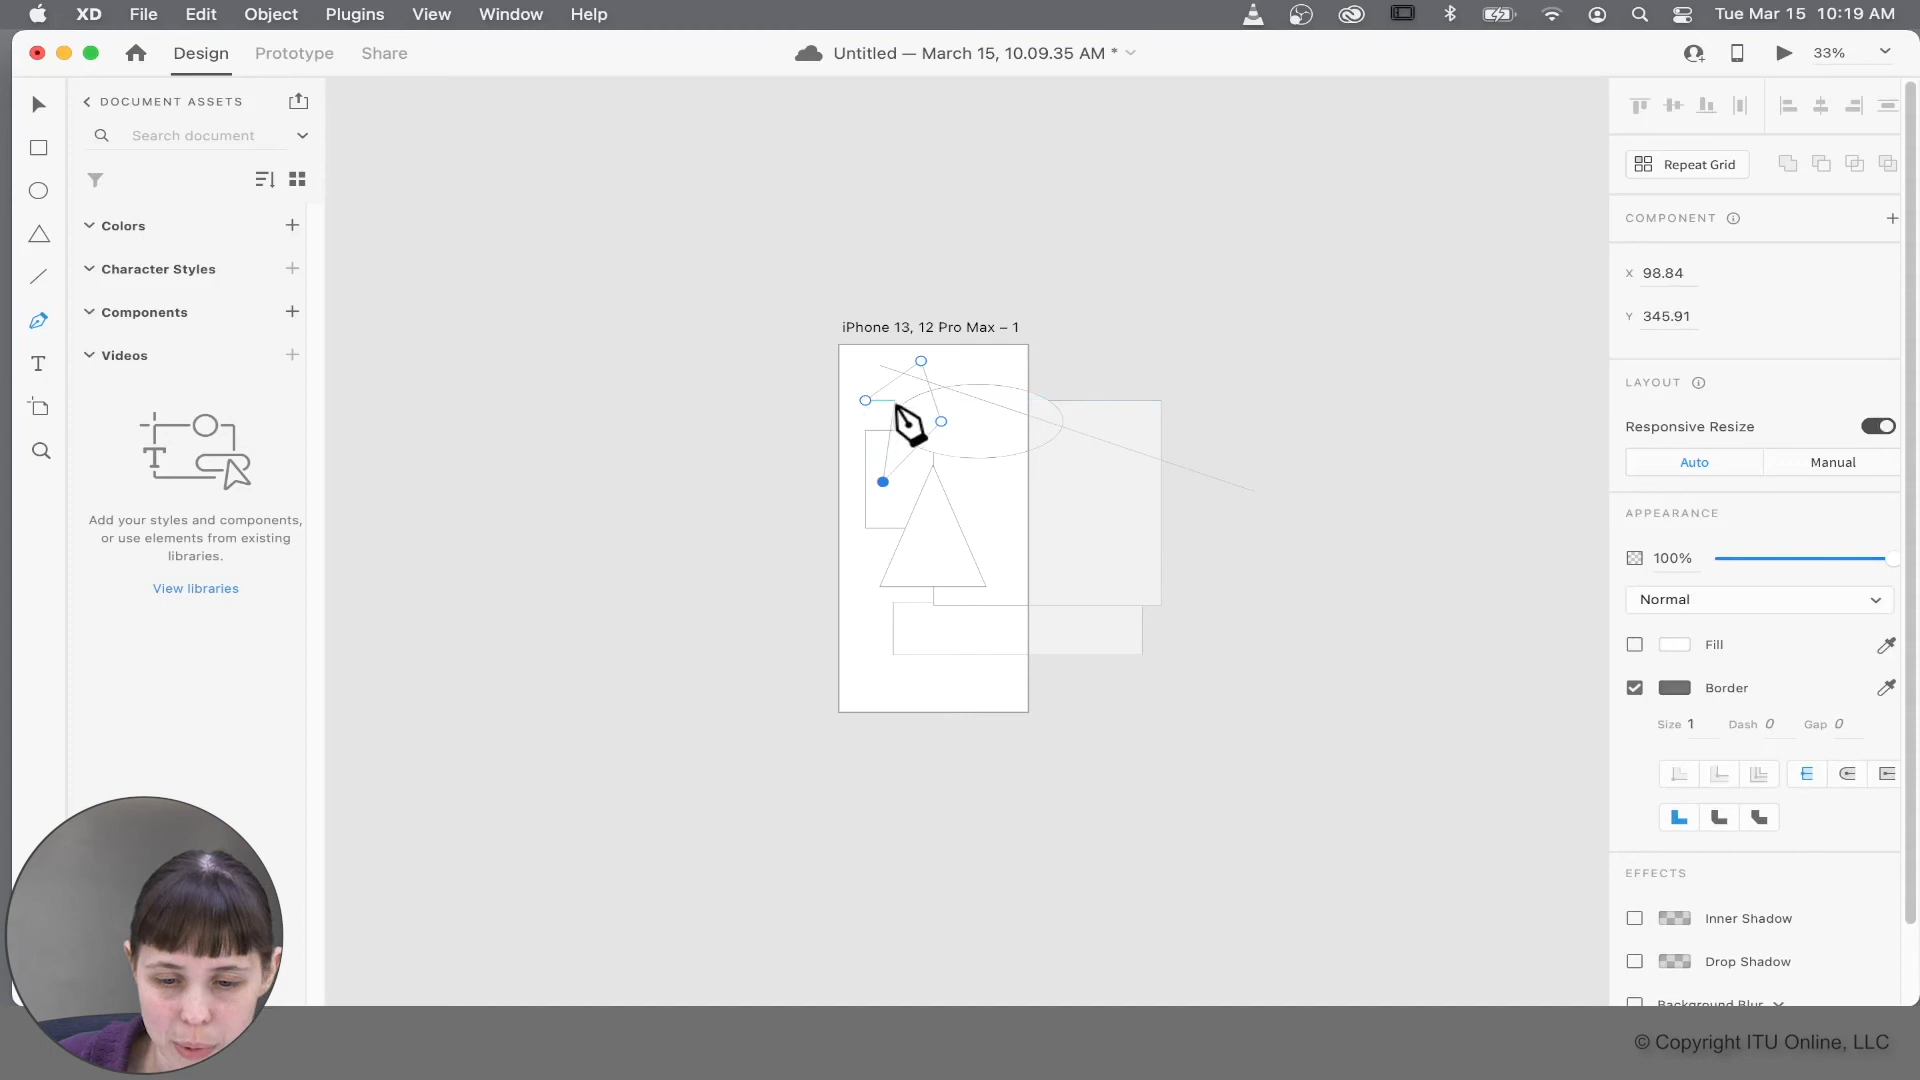 XD File Edit Object Plugins View Window Help Tue Mar 15 10:19 AM
Design Prototype Share Untitled — March 15, 10.09.35 AM * 33%
DOCUMENT ASSETS
Search document
Colors
Character Styles
Components
Videos
Add your styles and components,
or use elements from existing
libraries.
View libraries
T
iPhone 13, 12 Pro Max – 1
Repeat Grid
COMPONENT
X 98.84
Y 345.91
LAYOUT
Responsive Resize
Auto Manual
APPEARANCE
100%
Normal
Fill
Border
Size 1 Dash 0 Gap 0
EFFECTS
Inner Shadow
Drop Shadow
Background Blur
© Copyright ITU Online, LLC